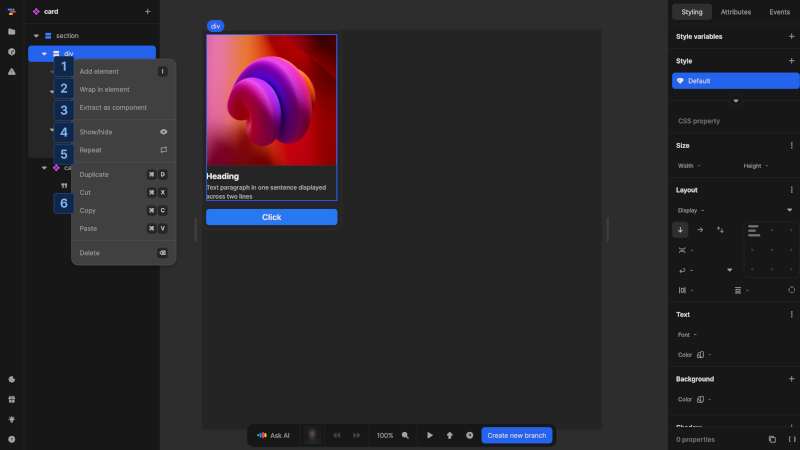 card
section
div
1
Add element
I
2
Wrap in element
3
Extract as component
4
Show/hide
5
Repeat
Duplicate ⌘ D
Cut ⌘ X
6
Copy ⌘ C
Paste ⌘ V
Delete
div
Heading
Text paragraph in one sentence displayed
across two lines
Click
Ask AI
100%
Create new branch
Styling Attributes Events
Style variables
Style
Default
CSS property
Size
Width - Height -
Layout
Display -
-
-
- -
Text
Font -
Color -
Background
Color -
0 properties